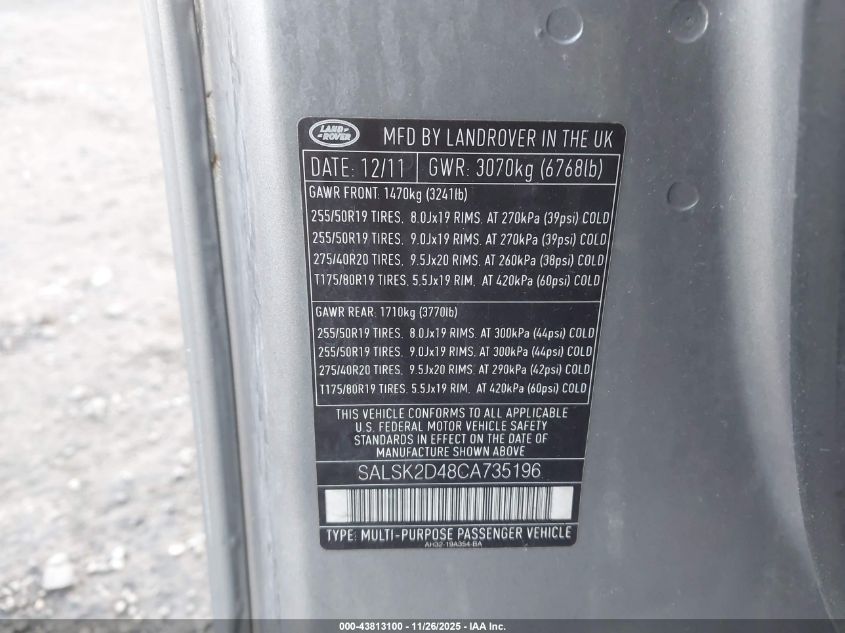 LAND ROVER
MFD BY LANDROVER IN THE UK
DATE: 12/11 GWR: 3070kg (6768lb)
GAWR FRONT: 1470kg (3241lb)
255/50R19 TIRES, 8.0Jx19 RIMS, AT 270kPa (39psi) COLD
255/50R19 TIRES, 9.0Jx19 RIMS, AT 270kPa (39psi) COLD
275/40R20 TIRES, 9.5Jx20 RIMS, AT 260kPa (38psi) COLD
T175/80R19 TIRES, 5.5Jx19 RIM, AT 420kPa (60psi) COLD
GAWR REAR: 1710kg (3770lb)
255/50R19 TIRES, 8.0Jx19 RIMS, AT 300kPa (44psi) COLD
255/50R19 TIRES, 9.0Jx19 RIMS, AT 300kPa (44psi) COLD
275/40R20 TIRES, 9.5Jx20 RIMS, AT 290kPa (42psi) COLD
T175/80R19 TIRES, 5.5Jx19 RIM, AT 420kPa (60psi) COLD
THIS VEHICLE CONFORMS TO ALL APPLICABLE
U.S. FEDERAL MOTOR VEHICLE SAFETY
STANDARDS IN EFFECT ON THE DATE OF
MANUFACTURE SHOWN ABOVE
SALSK2D48CA735196
TYPE: MULTI-PURPOSE PASSENGER VEHICLE
AH32-19A354-BA
000-43813100 - 11/26/2025 - IAA Inc.